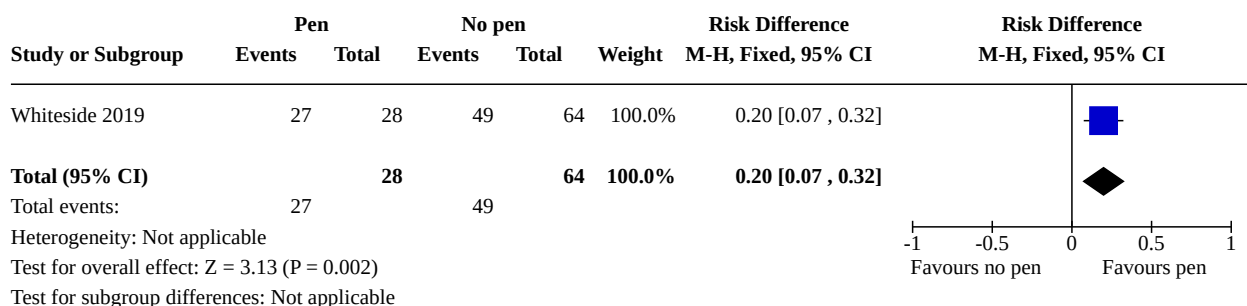 Pen No pen Risk Difference Risk Difference
Study or Subgroup Events Total Events Total Weight M-H, Fixed, 95% CI M-H, Fixed, 95% CI
Whiteside 2019 27 28 49 64 100.0% 0.20 [0.07 , 0.32]
Total (95% CI) 28 64 100.0% 0.20 [0.07 , 0.32]
Total events: 27 49
Heterogeneity: Not applicable
-1 -0.5 0 0.5 1
Test for overall effect: Z = 3.13 (P = 0.002) Favours no pen Favours pen
Test for subgroup differences: Not applicable